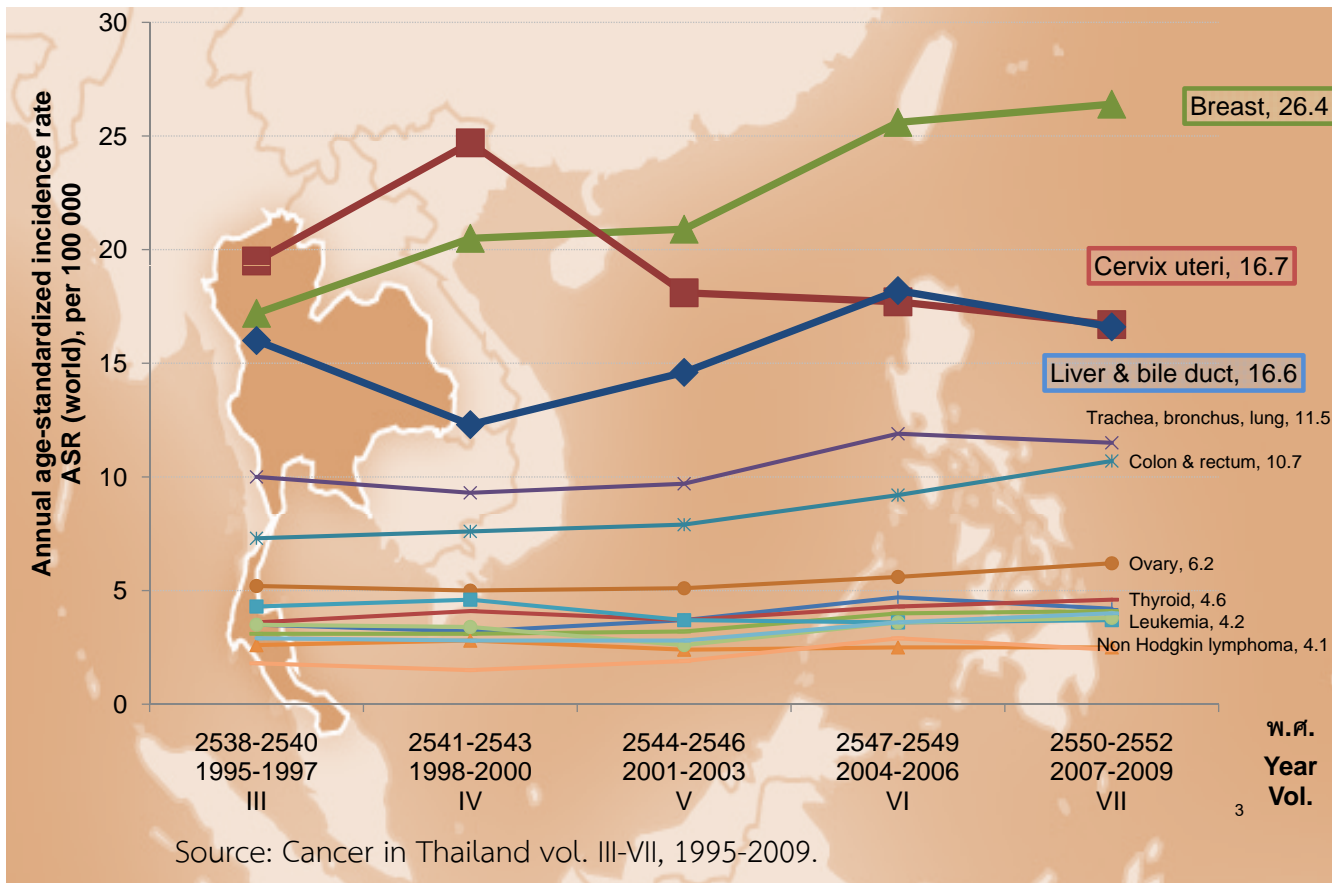 Annual age-standardized incidence rate
ASR (world), per 100 000
30
25
20
15
10
5
0
Breast, 26.4
Cervix uteri, 16.7
Liver & bile duct, 16.6
Trachea, bronchus, lung, 11.5
Colon & rectum, 10.7
Ovary, 6.2
Thyroid, 4.6
Leukemia, 4.2
Non Hodgkin lymphoma, 4.1
2538-2540 2541-2543 2544-2546 2547-2549 2550-2552 พ.ศ.
1995-1997 1998-2000 2001-2003 2004-2006 2007-2009 Year
III IV V VI VII Vol.
3
Source: Cancer in Thailand vol. III-VII, 1995-2009.